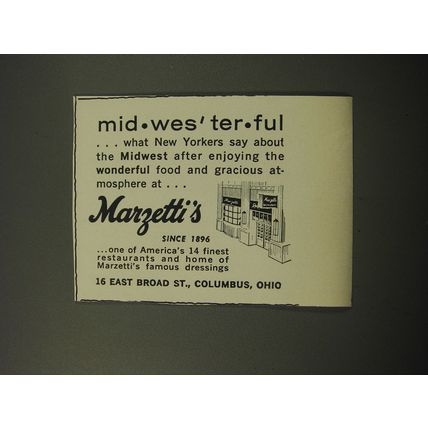 mid•wes′ter•ful
. . . what New Yorkers say about
the Midwest after enjoying the
wonderful food and gracious at-
mosphere at . . .
Marzetti's
SINCE 1896
...one of America's 14 finest
restaurants and home of
Marzetti's famous dressings
16 EAST BROAD ST., COLUMBUS, OHIO